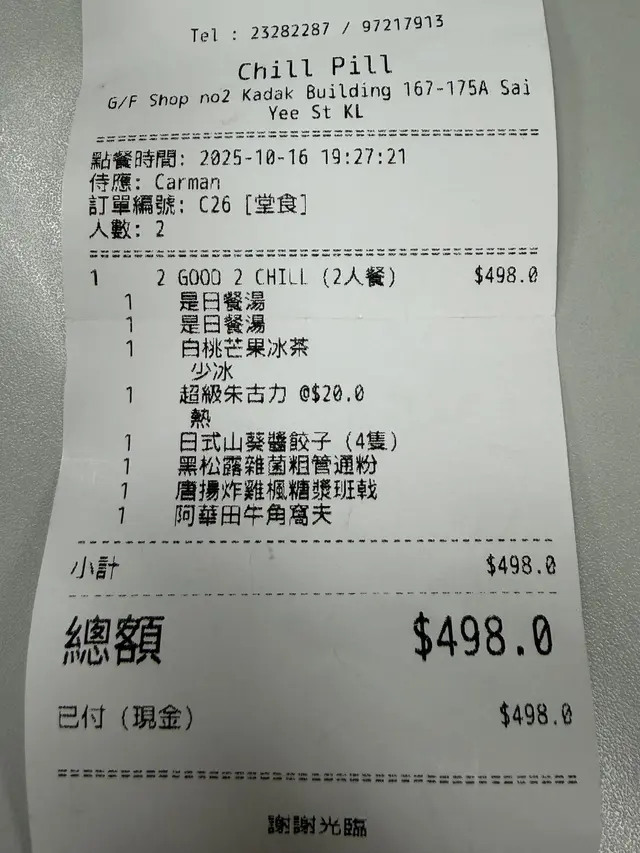 Tel : 23282287 / 97217913
Chill Pill
G/F Shop no2 Kadak Building 167-175A Sai
Yee St KL
點餐時間: 2025-10-16 19:27:21
侍應: Carman
訂單編號: C26 [堂食]
人數: 2
1 2 GOOD 2 CHILL (2人餐) $498.0
1 是日餐湯
1 是日餐湯
1 白桃芒果冰茶
少冰
1 超級朱古力 @$20.0
熱
1 日式山葵醬餃子 (4隻)
1 黑松露雜菌粗管通粉
1 唐揚炸雞楓糖漿班戟
1 阿華田牛角窩夫
小計 $498.0
總額 $498.0
已付 (現金) $498.0
謝謝光臨